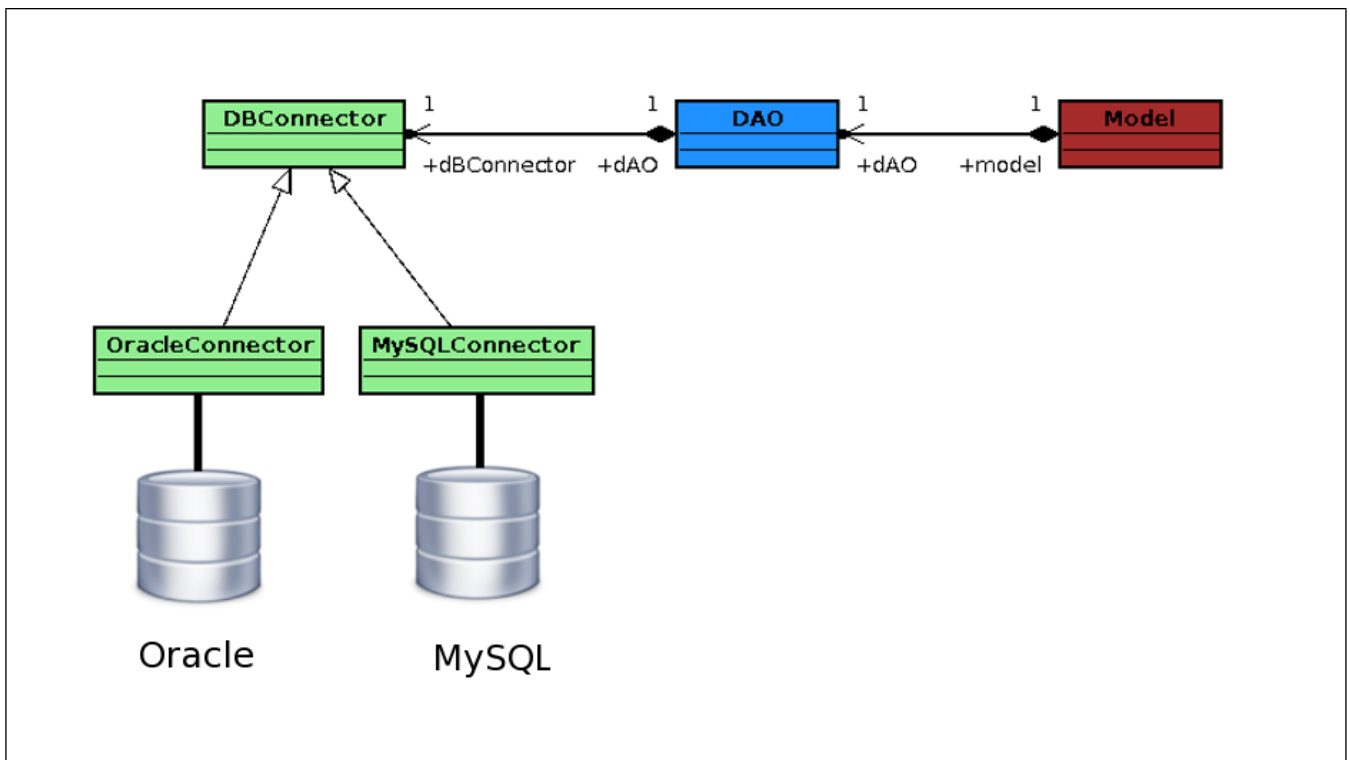 1 1 1 1
DBConnector DAO Model
+dBConnector +dAO +dAO +model
OracleConnector MySQLConnector
Oracle MySQL